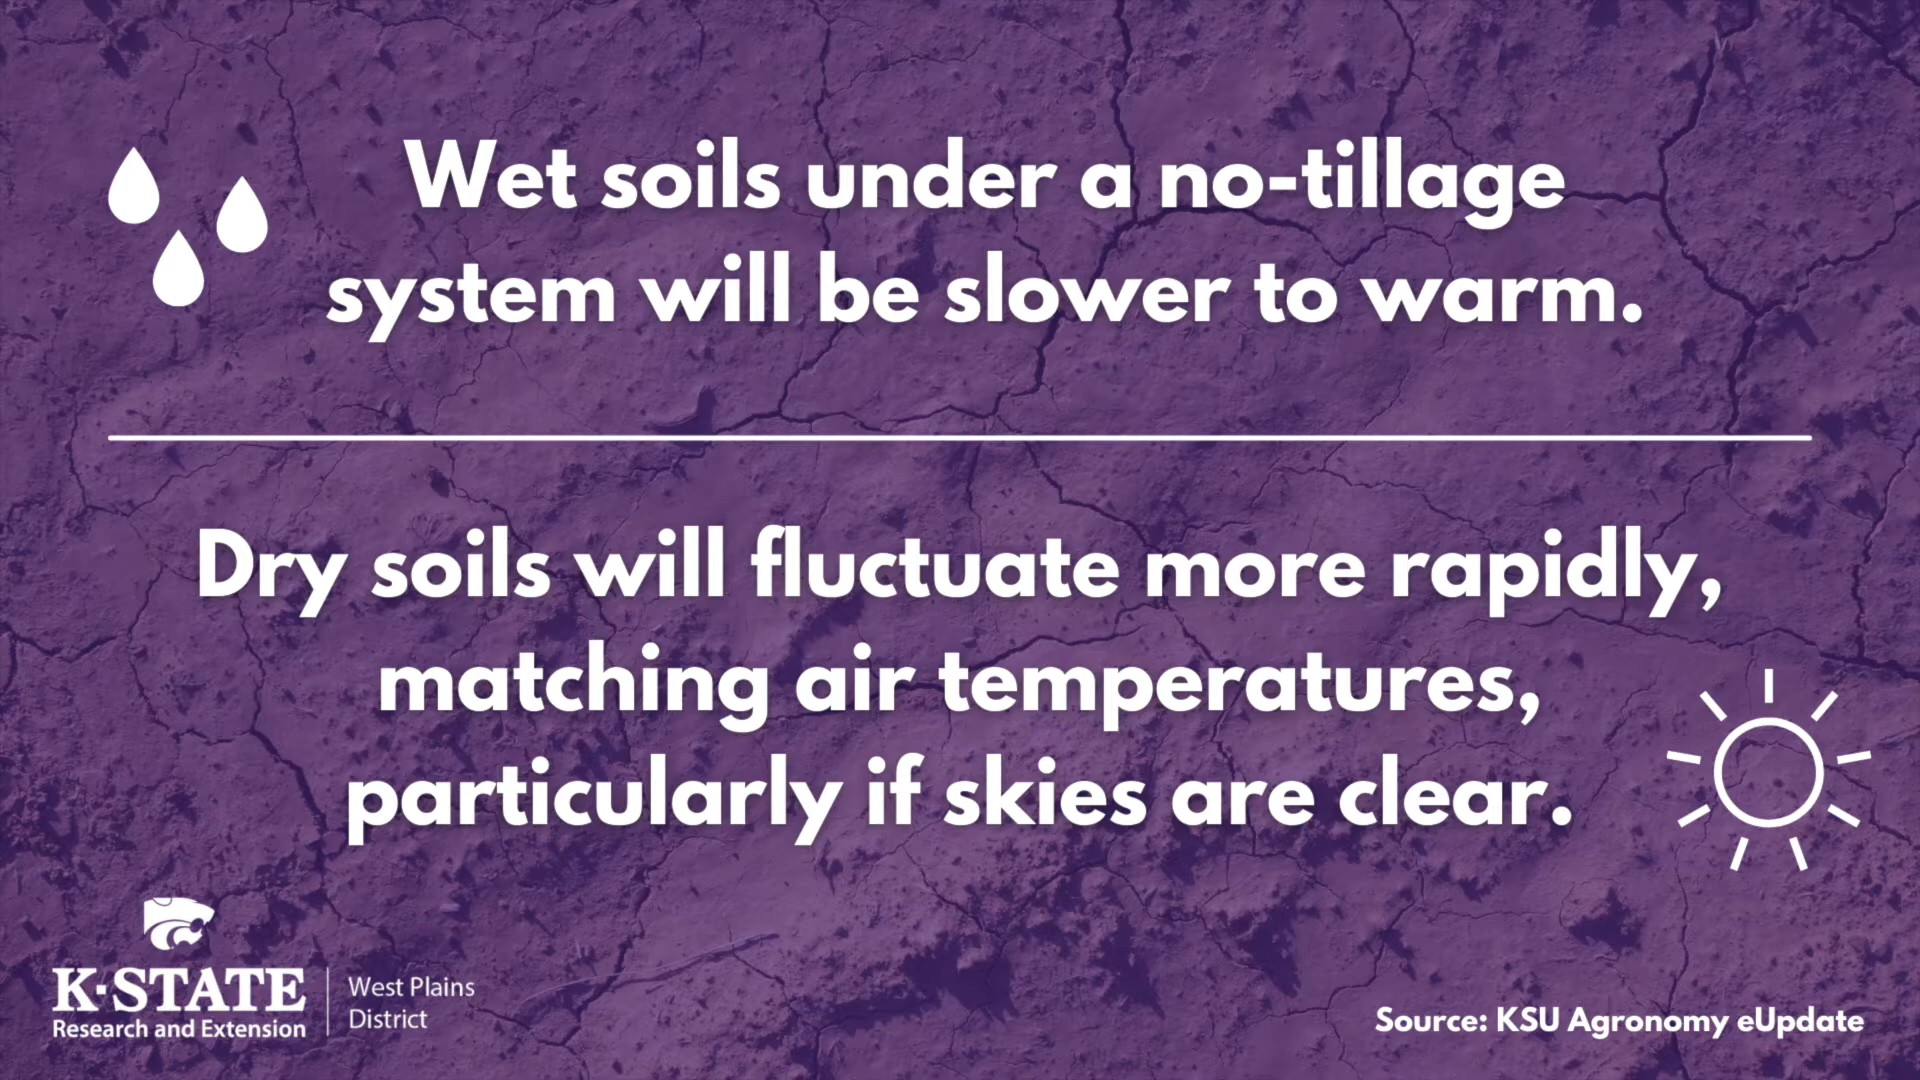 Wet soils under a no-tillage
system will be slower to warm.
Dry soils will fluctuate more rapidly,
matching air temperatures,
particularly if skies are clear.
K-STATE
Research and Extension
West Plains
District
Source: KSU Agronomy eUpdate